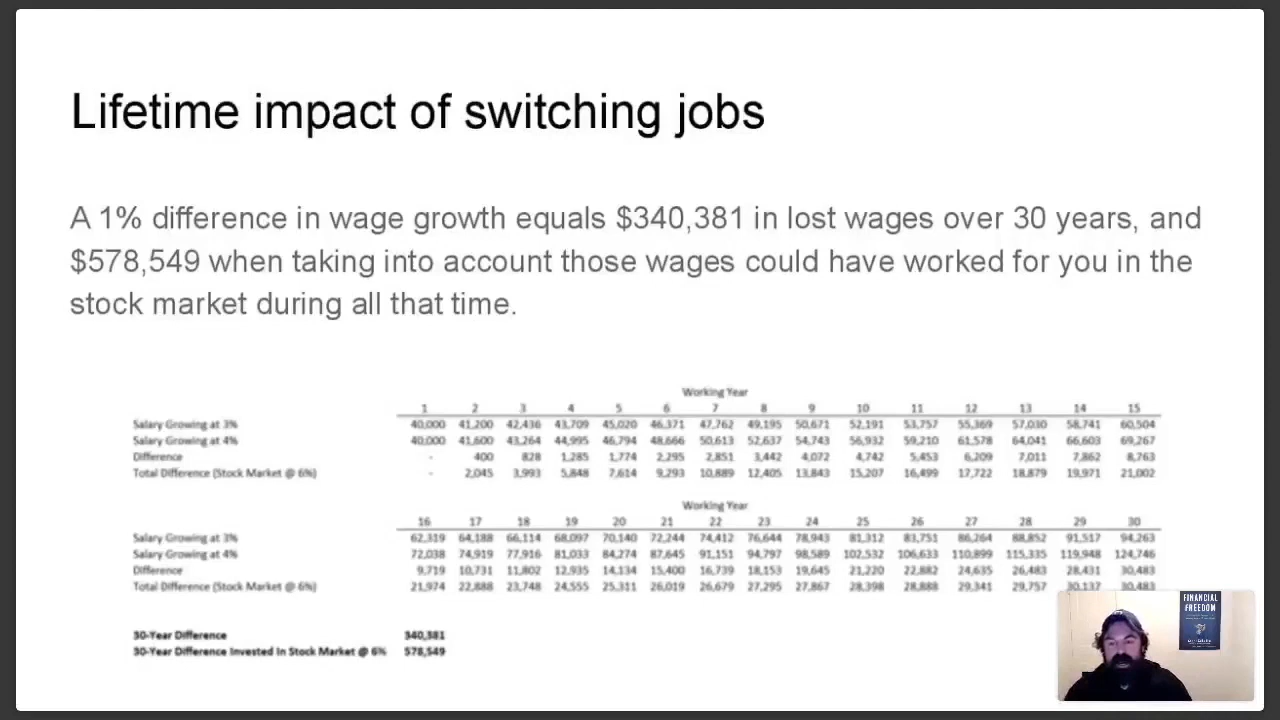 Lifetime impact of switching jobs
A 1% difference in wage growth equals $340,381 in lost wages over 30 years, and
$578,549 when taking into account those wages could have worked for you in the
stock market during all that time.
Working Year
1 2 3 4 5 6 7 8 9 10 11 12 13 14 15
Salary Growing at 3% 40,000 41,200 42,436 43,709 45,020 46,371 47,762 49,195 50,671 52,191 53,757 55,369 57,030 58,741 60,504
Salary Growing at 4% 40,000 41,600 43,264 44,995 46,794 48,666 50,613 52,637 54,743 56,932 59,210 61,578 64,041 66,603 69,267
Difference - 400 828 1,285 1,774 2,295 2,851 3,442 4,072 4,742 5,453 6,209 7,011 7,862 8,763
Total Difference (Stock Market @ 6%) - 2,045 3,993 5,848 7,614 9,293 10,889 12,405 13,843 15,207 16,499 17,722 18,879 19,971 21,002
Working Year
16 17 18 19 20 21 22 23 24 25 26 27 28 29 30
Salary Growing at 3% 62,319 64,188 66,114 68,097 70,140 72,244 74,412 76,644 78,943 81,312 83,751 86,264 88,852 91,517 94,263
Salary Growing at 4% 72,038 74,919 77,916 81,033 84,274 87,645 91,151 94,797 98,589 102,532 106,633 110,899 115,335 119,948 124,746
Difference 9,719 10,731 11,802 12,935 14,134 15,400 16,739 18,153 19,645 21,220 22,882 24,635 26,483 28,431 30,483
Total Difference (Stock Market @ 6%) 21,974 22,888 23,748 24,555 25,311 26,019 26,679 27,295 27,867 28,398 28,888 29,341 29,757 30,137 30,483
FINANCIAL
FREEDOM
30-Year Difference 340,381
30-Year Difference Invested In Stock Market @ 6% 578,549